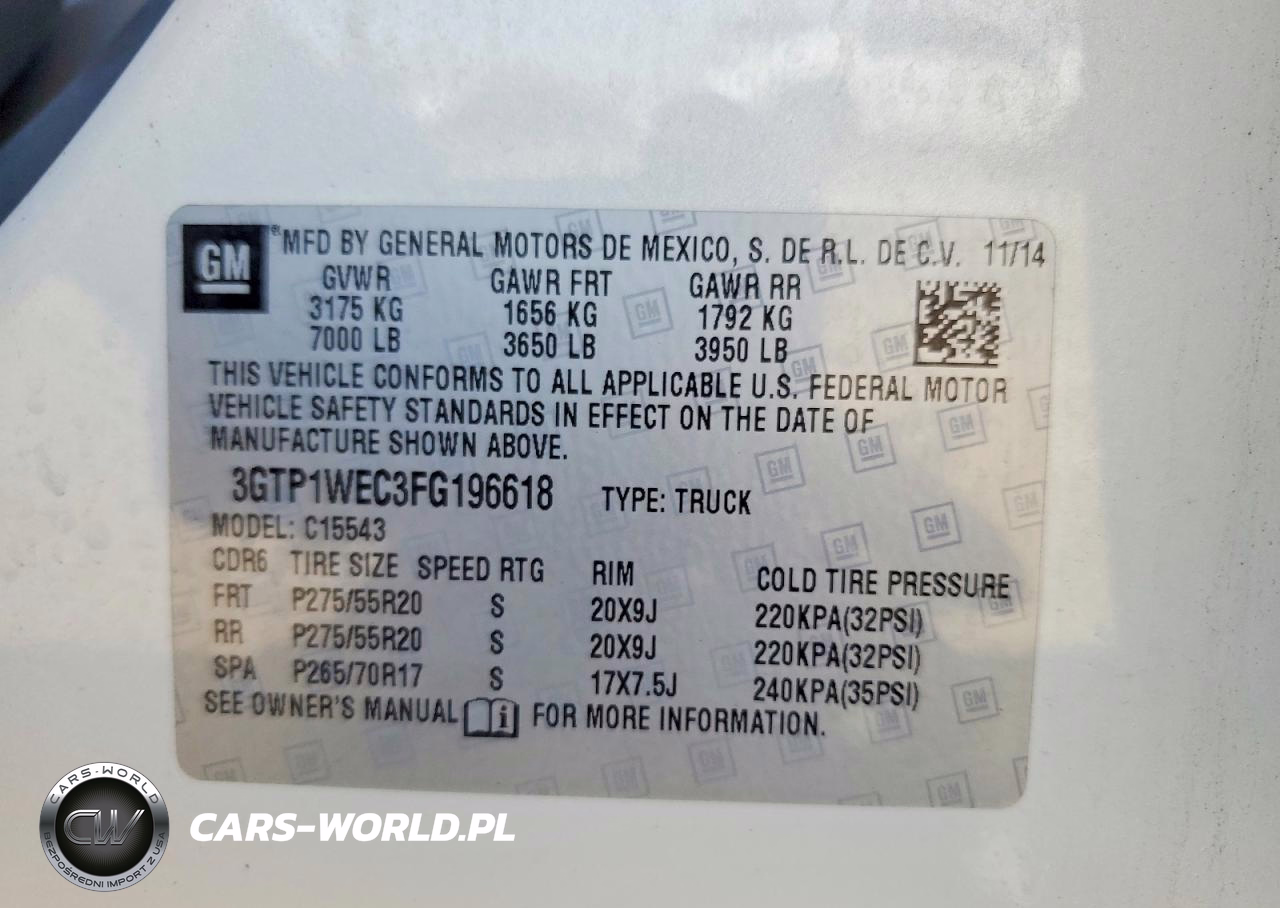 GM ® MFD BY GENERAL MOTORS DE MEXICO, S. DE R.L. DE C.V. 11/14
GVWR GAWR FRT GAWR RR
3175 KG 1656 KG 1792 KG
7000 LB 3650 LB 3950 LB
THIS VEHICLE CONFORMS TO ALL APPLICABLE U.S. FEDERAL MOTOR
VEHICLE SAFETY STANDARDS IN EFFECT ON THE DATE OF
MANUFACTURE SHOWN ABOVE.
3GTP1WEC3FG196618 TYPE: TRUCK
MODEL: C15543
CDR6 TIRE SIZE SPEED RTG RIM COLD TIRE PRESSURE
FRT P275/55R20 S 20X9J 220KPA(32PSI)
RR P275/55R20 S 20X9J 220KPA(32PSI)
SPA P265/70R17 S 17X7.5J 240KPA(35PSI)
SEE OWNER'S MANUAL i FOR MORE INFORMATION.
CARS-WORLD
CW
BEZPOŚREDNI IMPORT Z USA
CARS-WORLD.PL